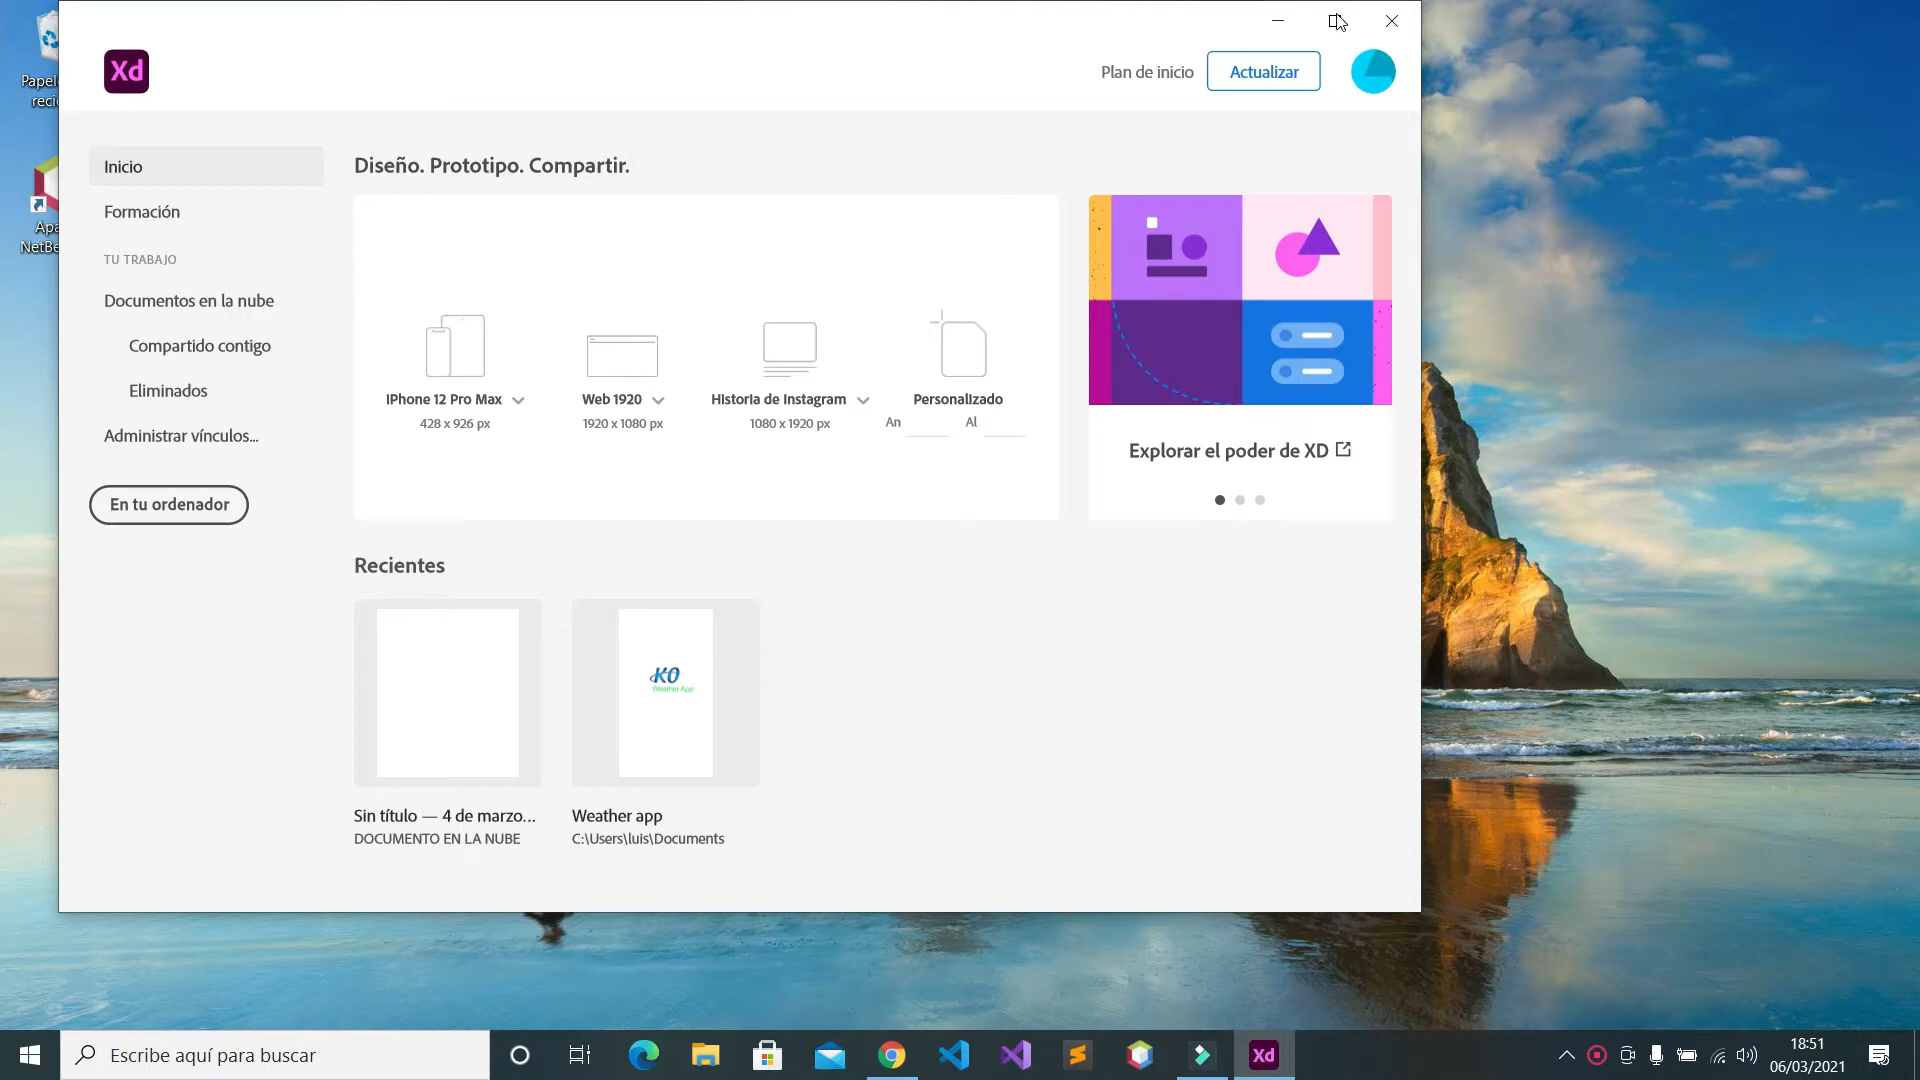 Xd
Plan de inicio
Actualizar
Inicio
Formación
TU TRABAJO
Documentos en la nube
Compartido contigo
Eliminados
Administrar vínculos...
En tu ordenador
Diseño. Prototipo. Compartir.
iPhone 12 Pro Max
428 x 926 px
Web 1920
1920 x 1080 px
Historia de Instagram
1080 x 1920 px
Personalizado
An
Al
Explorar el poder de XD
Recientes
KO
Weather App
Sin título — 4 de marzo...
DOCUMENTO EN LA NUBE
Weather app
C:\Users\luis\Documents
Escribe aquí para buscar
Xd
18:51
06/03/2021